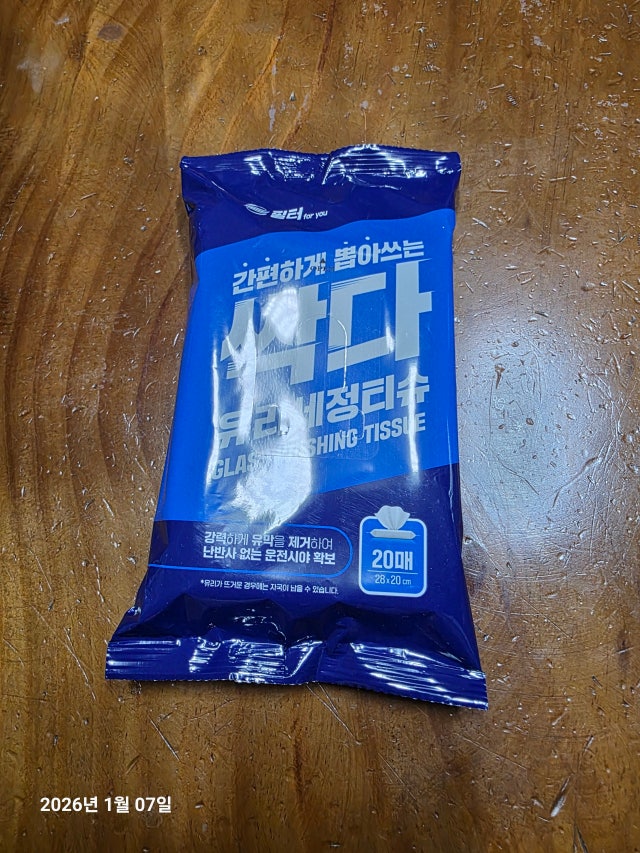 링터 for you
간편하게 뽑아쓰는
싹다
유리세정티슈
GLASS WASHING TISSUE
강력하게 유막을 제거하여
난반사 없는 운전시야 확보
*유리가 뜨거운 경우에는 자국이 남을 수 있습니다.
20매
28 x 20 cm
2026년 1월 07일